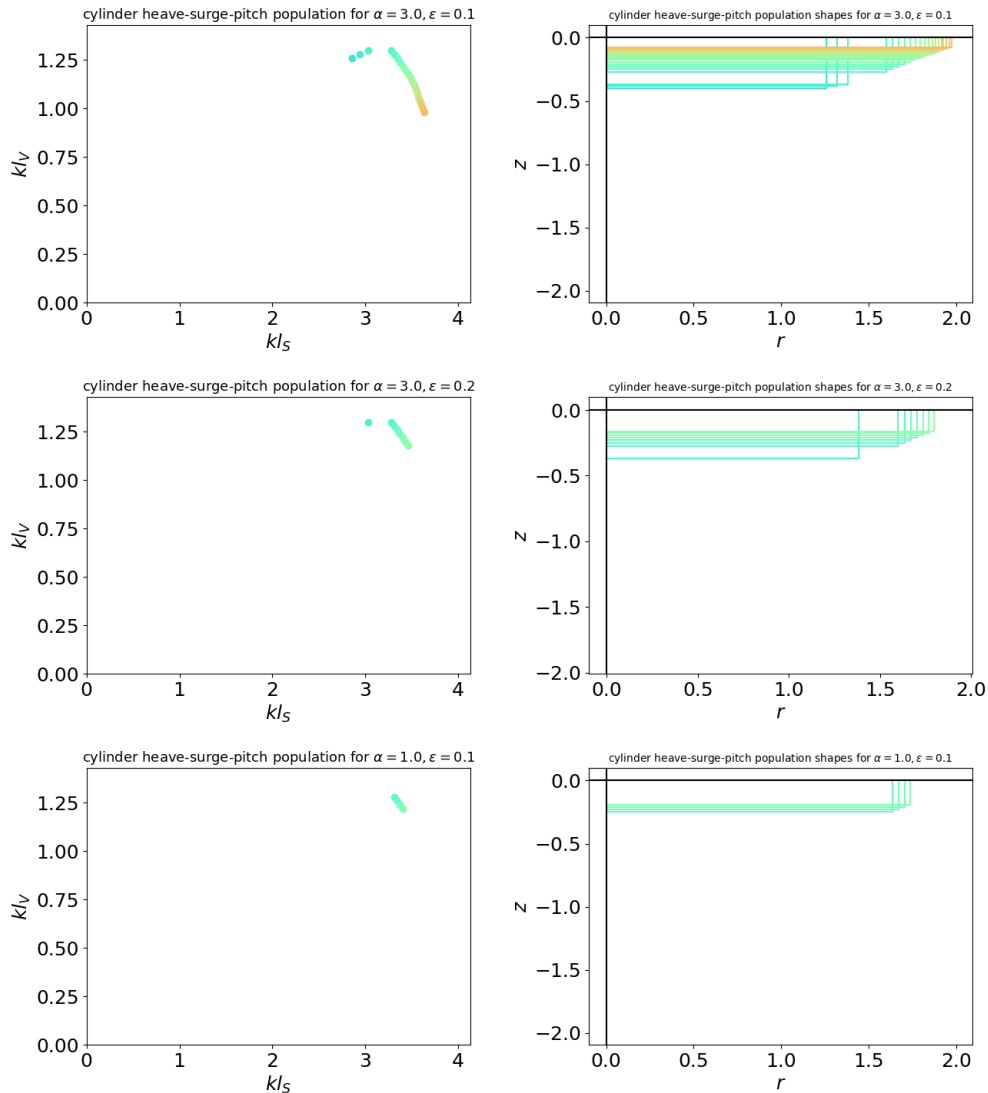 cylinder heave-surge-pitch population for α = 3.0, ε = 0.1
1.25
1.00
0.75
0.50
0.25
0.00
kl_V
0 1 2 3 4
kl_S
cylinder heave-surge-pitch population shapes for α = 3.0, ε = 0.1
0.0
−0.5
−1.0
−1.5
−2.0
z
0.0 0.5 1.0 1.5 2.0
r
cylinder heave-surge-pitch population for α = 3.0, ε = 0.2
1.25
1.00
0.75
0.50
0.25
0.00
kl_V
0 1 2 3 4
kl_S
cylinder heave-surge-pitch population shapes for α = 3.0, ε = 0.2
0.0
−0.5
−1.0
−1.5
−2.0
z
0.0 0.5 1.0 1.5 2.0
r
cylinder heave-surge-pitch population for α = 1.0, ε = 0.1
1.25
1.00
0.75
0.50
0.25
0.00
kl_V
0 1 2 3 4
kl_S
cylinder heave-surge-pitch population shapes for α = 1.0, ε = 0.1
0.0
−0.5
−1.0
−1.5
−2.0
z
0.0 0.5 1.0 1.5 2.0
r